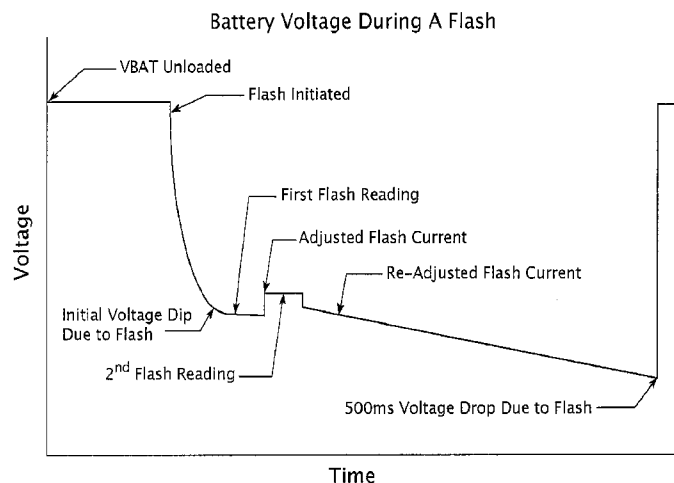 Battery Voltage During A Flash
VBAT Unloaded
Flash Initiated
First Flash Reading
Adjusted Flash Current
Re-Adjusted Flash Current
Initial Voltage Dip
Due to Flash
2nd Flash Reading
500ms Voltage Drop Due to Flash
Voltage
Time